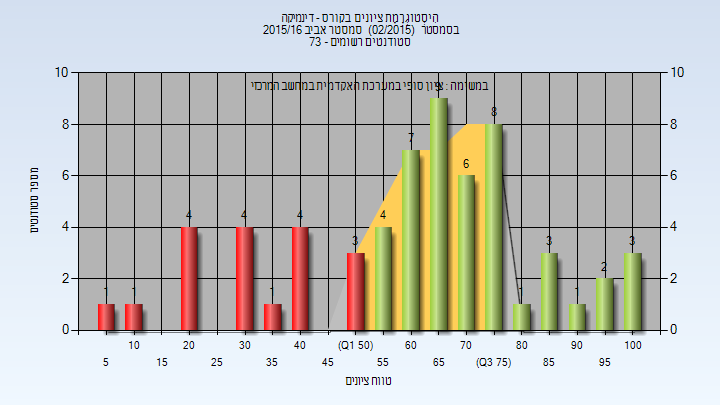 היסטוגרמת ציונים בקורס - דינמיקה
בסמסטר (02/2015) סמסטר אביב 2015/16
סטודנטים רשומים - 73
במשימה : ציון סופי במערכת האקדמית במחשב המרכזי
מספר סטודנטים
10 10
8 8
6 6
4 4
2 2
0 0
1 1 4 4 1 4 3 4 7 9 6 8 1 3 1 2 3
10 20 30 40 (Q1 50) 60 70 80 90 100
5 15 25 35 45 55 65 (Q3 75) 85 95
טווח ציונים